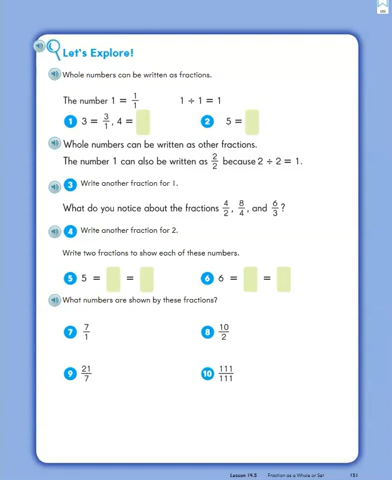 Let's Explore!
Whole numbers can be written as fractions.
The number 1 = 1/1 1 ÷ 1 = 1
1 3 = 3/1, 4 = 2 5 =
Whole numbers can be written as other fractions.
The number 1 can also be written as 2/2 because 2 ÷ 2 = 1.
3 Write another fraction for 1.
What do you notice about the fractions 4/2, 8/4, and 6/3?
4 Write another fraction for 2.
Write two fractions to show each of these numbers.
5 5 = = 6 6 = =
What numbers are shown by these fractions?
7 7/1 8 10/2
9 21/7 10 111/111
Lesson 19.5 Fraction as a Whole or Set 151